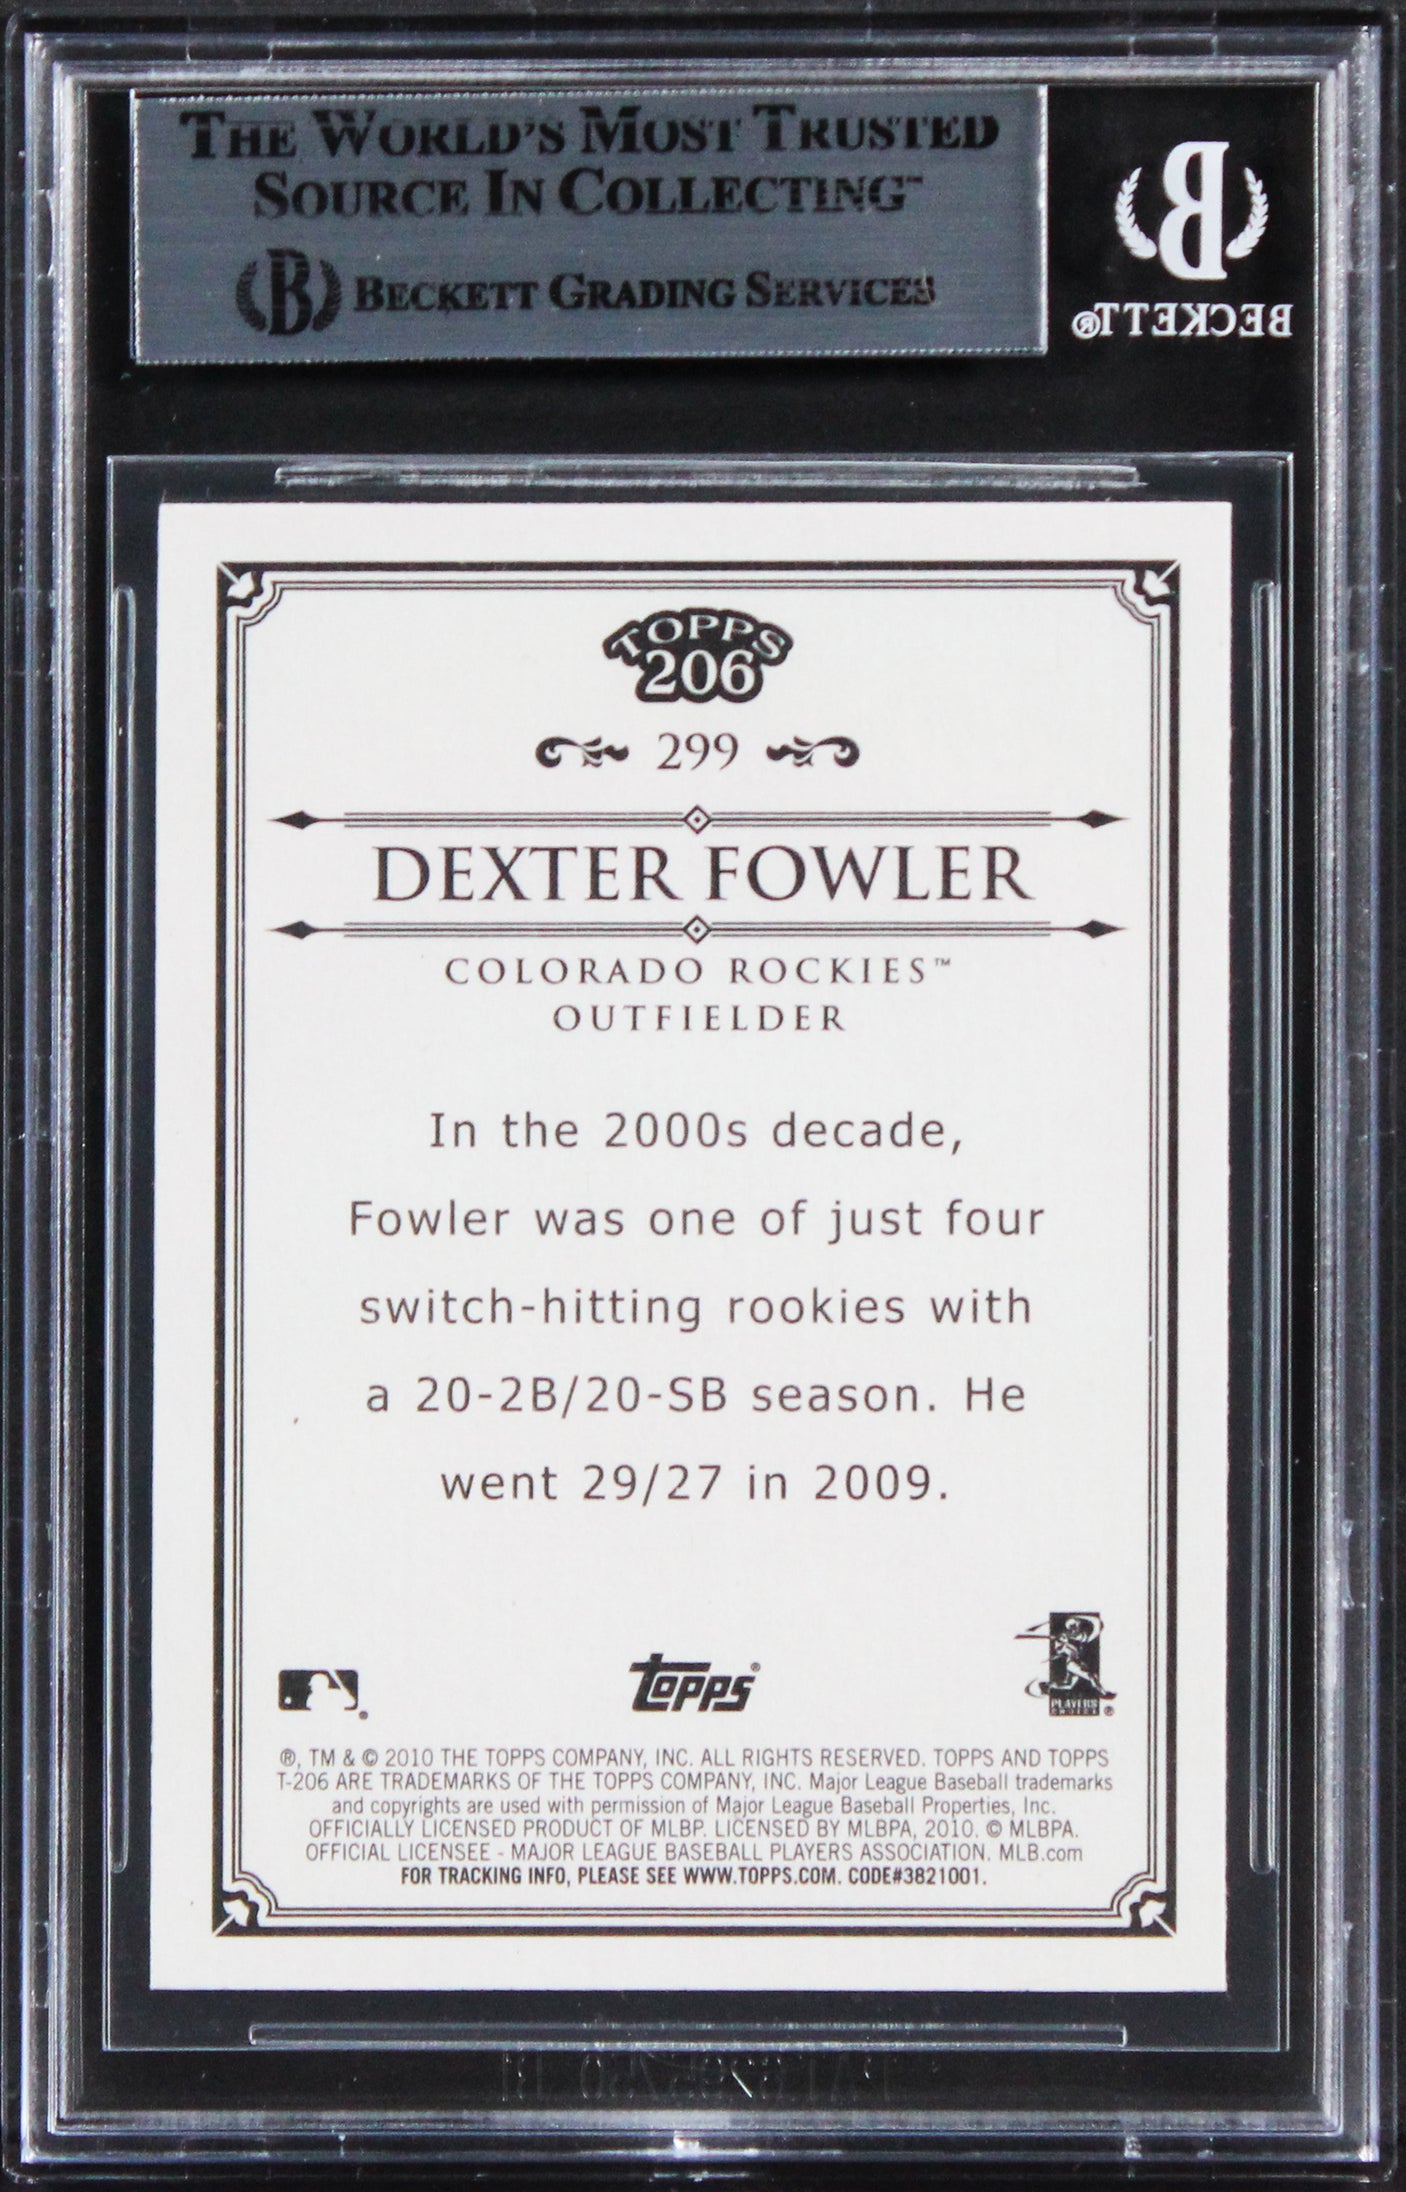 THE WORLD'S MOST TRUSTED
SOURCE IN COLLECTING™
B BECKETT GRADING SERVICES
B
BECKETT®
TOPPS
206
299
DEXTER FOWLER
COLORADO ROCKIES™
OUTFIELDER
In the 2000s decade,
Fowler was one of just four
switch-hitting rookies with
a 20-2B/20-SB season. He
went 29/27 in 2009.
Topps®
PLAYERS
CHOICE ®
®, TM & © 2010 THE TOPPS COMPANY, INC. ALL RIGHTS RESERVED. TOPPS AND TOPPS
T-206 ARE TRADEMARKS OF THE TOPPS COMPANY, INC. Major League Baseball trademarks
and copyrights are used with permission of Major League Baseball Properties, Inc.
OFFICIALLY LICENSED PRODUCT OF MLBP. LICENSED BY MLBPA, 2010. © MLBPA.
OFFICIAL LICENSEE - MAJOR LEAGUE BASEBALL PLAYERS ASSOCIATION. MLB.com
FOR TRACKING INFO, PLEASE SEE WWW.TOPPS.COM. CODE#3821001.